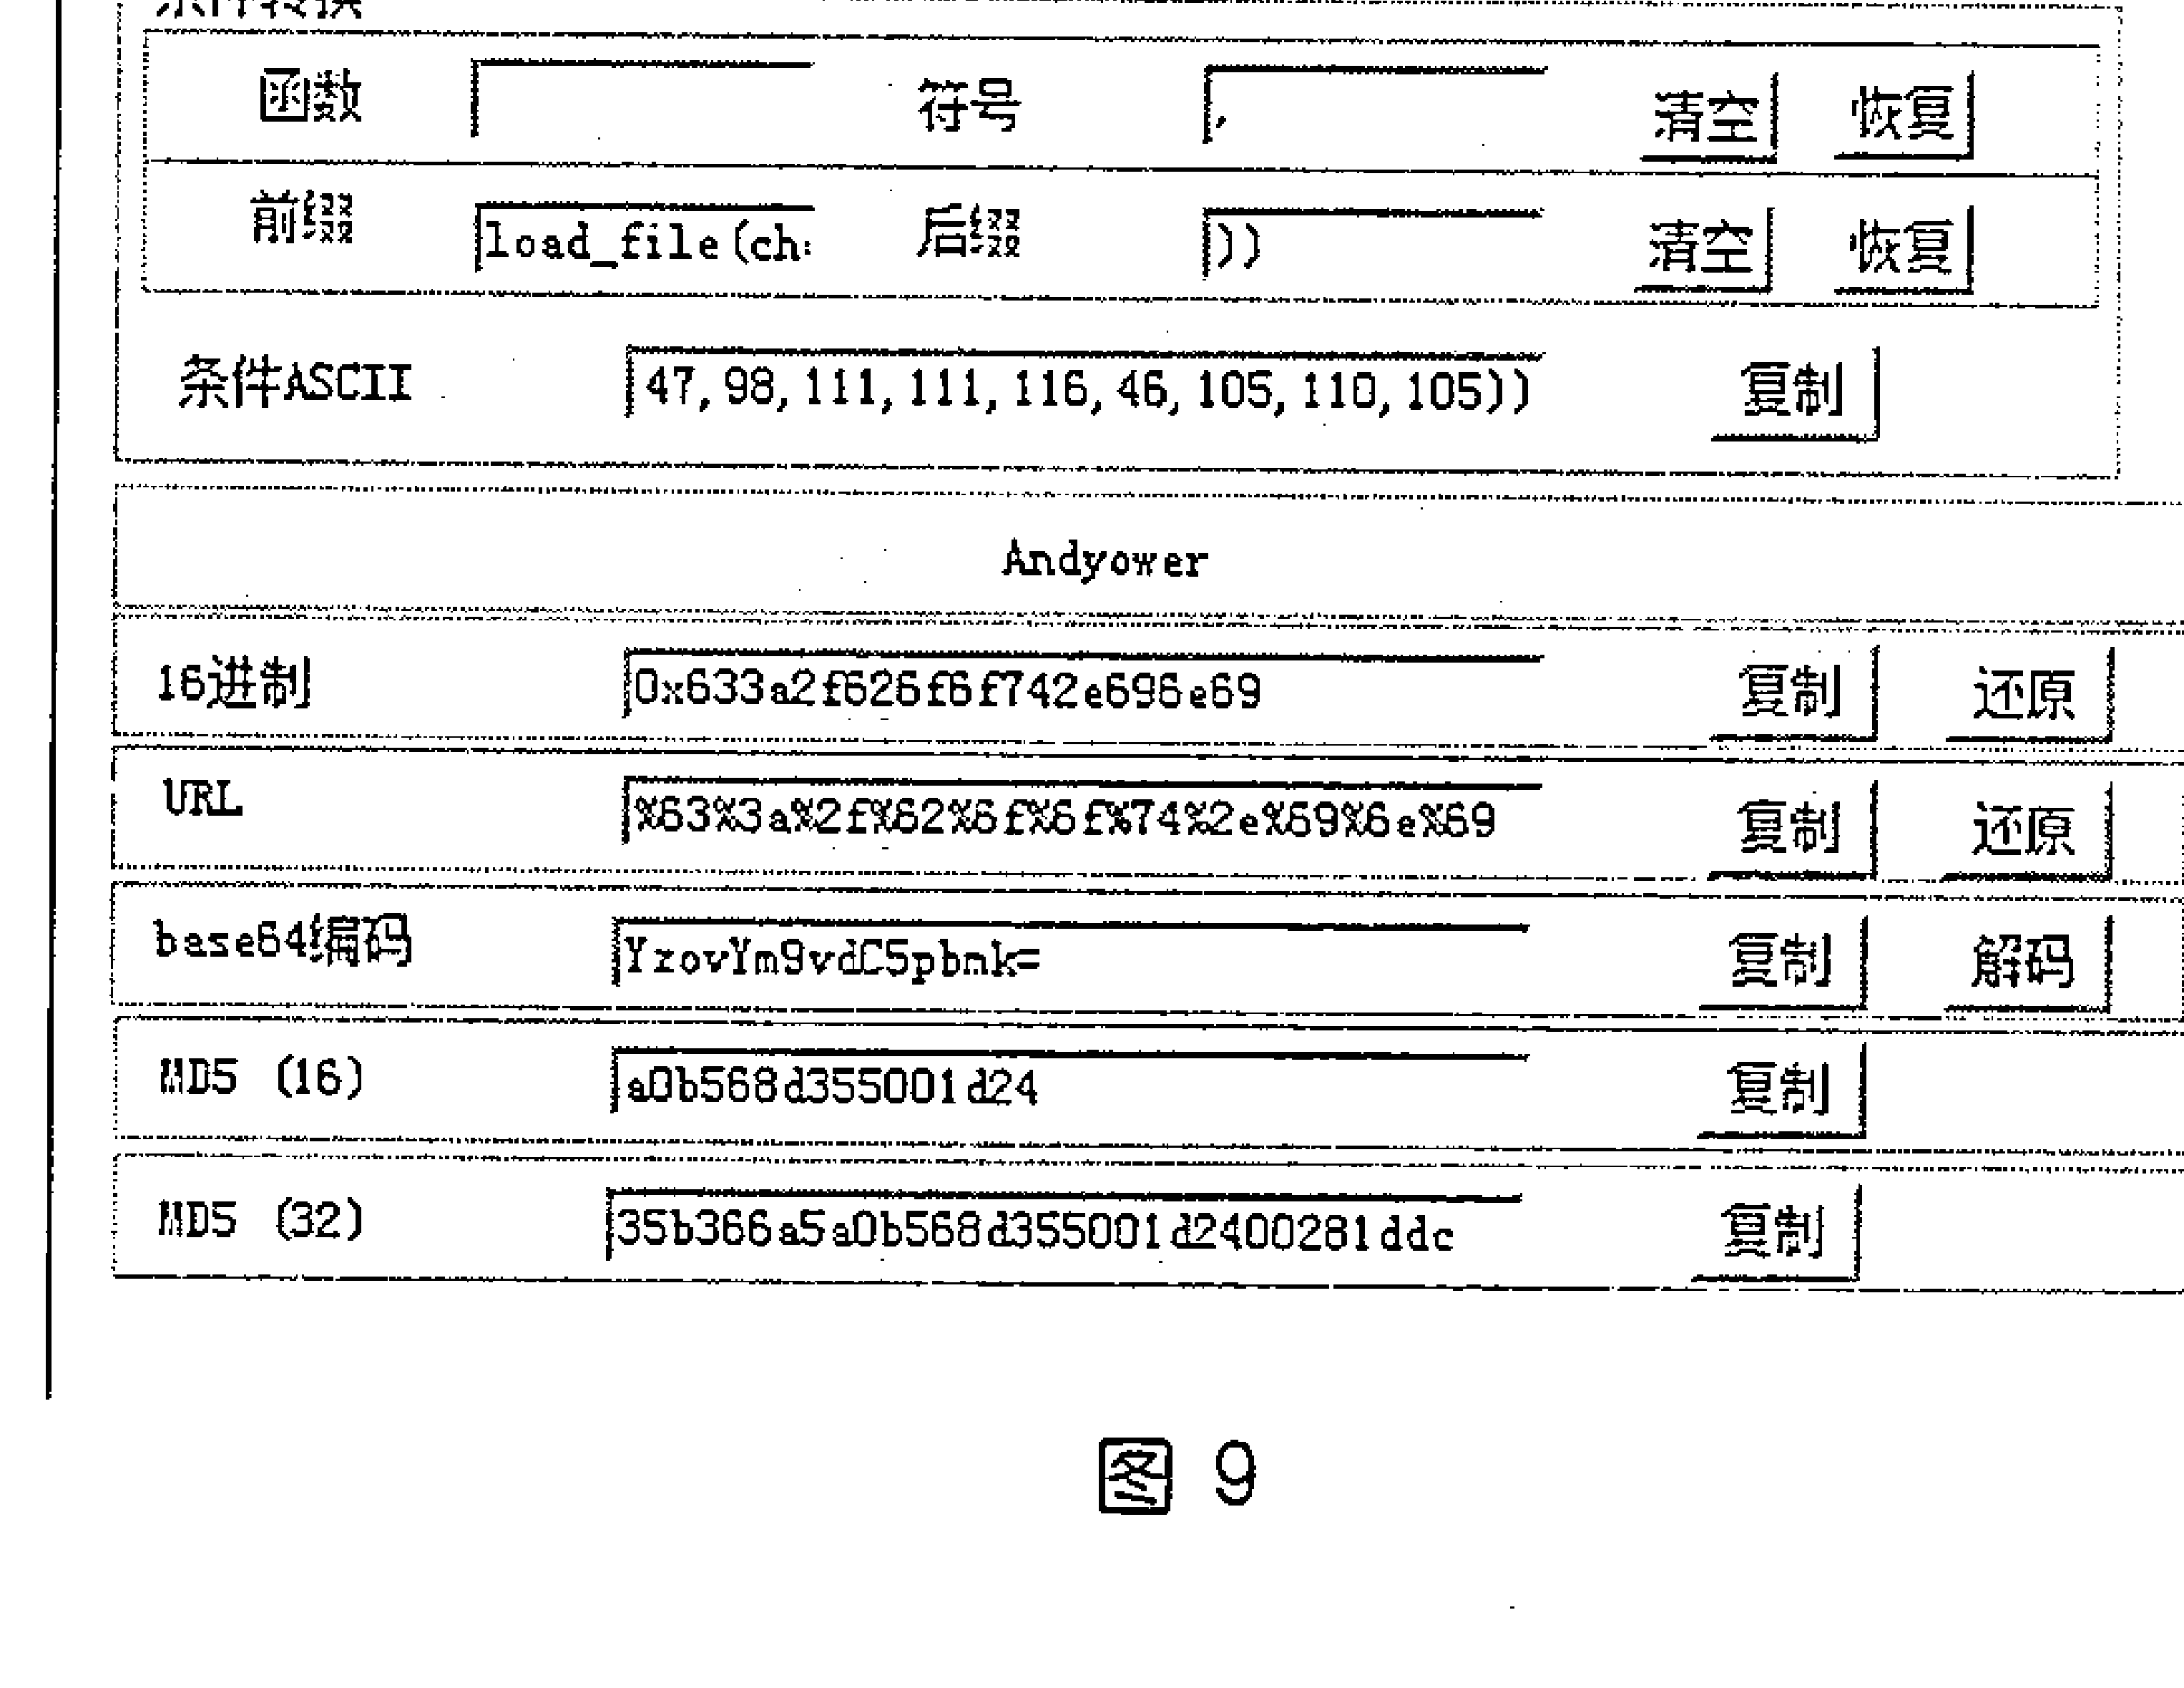 条件转换
函数 符号 , 清空 恢复
前缀 load_file(ch 后缀 )) 清空 恢复
条件ASCII 47,98,111,111,116,46,105,110,105)) 复制
Andyower
16进制 0x633a2f626f6f742e696e69 复制 还原
URL %63%3a%2f%62%6f%6f%74%2e%69%6e%69 复制 还原
base64编码 YzovYm9vdC5pbmk= 复制 解码
MD5 (16) a0b568d355001d24 复制
MD5 (32) 35b366a5a0b568d355001d2400281ddc 复制
图 9